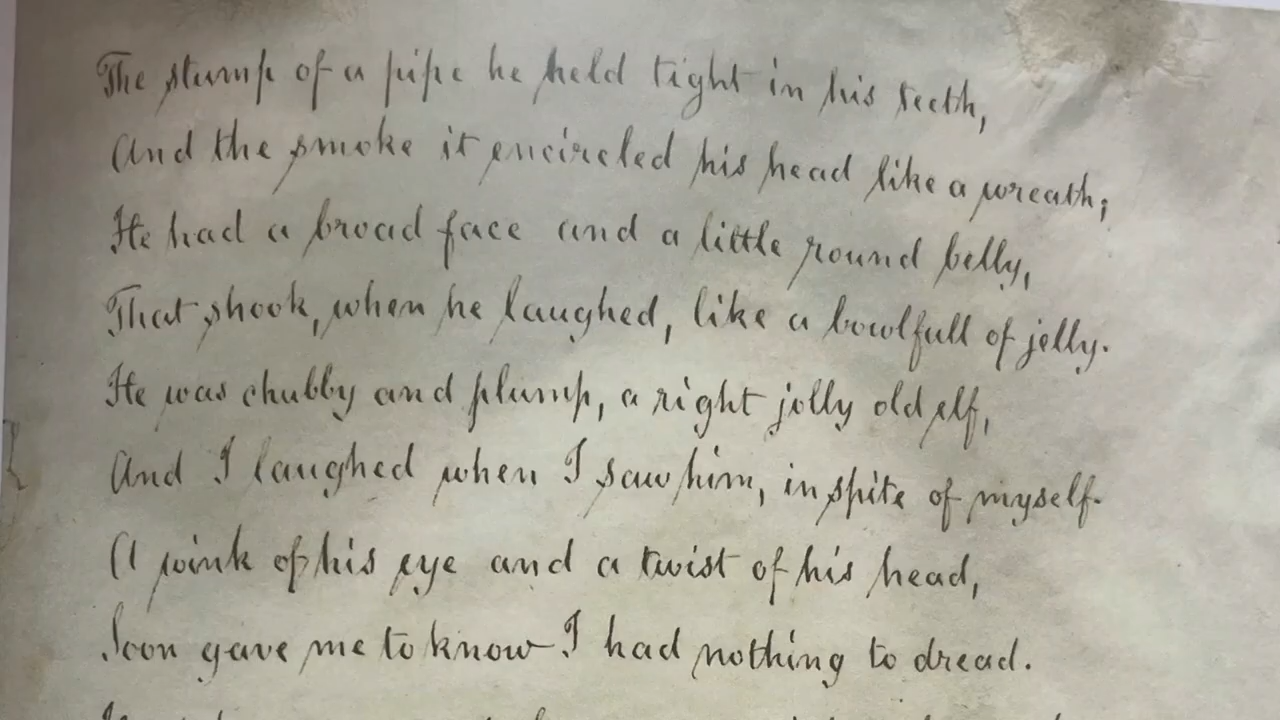 The stump of a pipe he held tight in his teeth,
And the smoke it encircled his head like a wreath;
He had a broad face and a little round belly,
That shook, when he laughed, like a bowlfull of jelly.
He was chubby and plump, a right jolly old elf,
And I laughed when I saw him, in spite of myself.
A wink of his eye and a twist of his head,
Soon gave me to know I had nothing to dread.